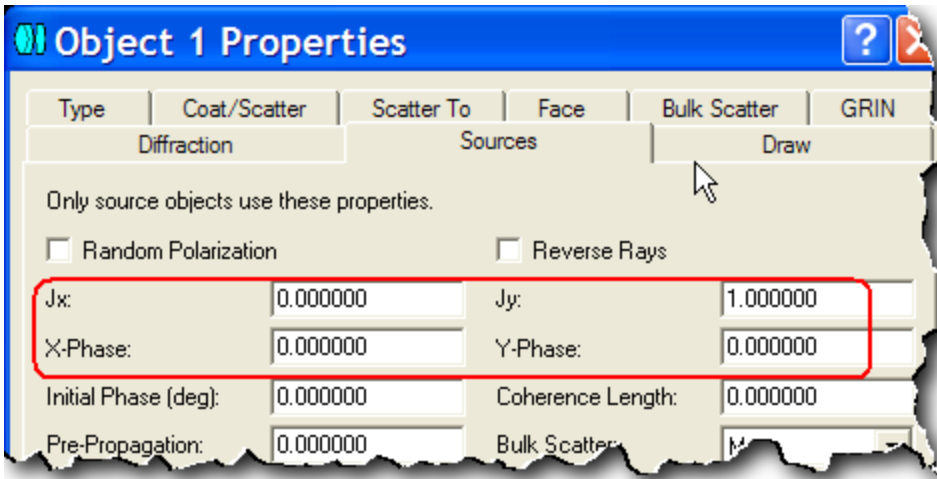 Object 1 Properties
Type Coat/Scatter Scatter To Face Bulk Scatter GRIN
Diffraction Sources Draw
Only source objects use these properties.
Random Polarization Reverse Rays
Jx: 0.000000 Jy: 1.000000
X-Phase: 0.000000 Y-Phase: 0.000000
Initial Phase (deg): 0.000000 Coherence Length: 0.000000
Pre-Propagation: 0.000000 Bulk Scatter: